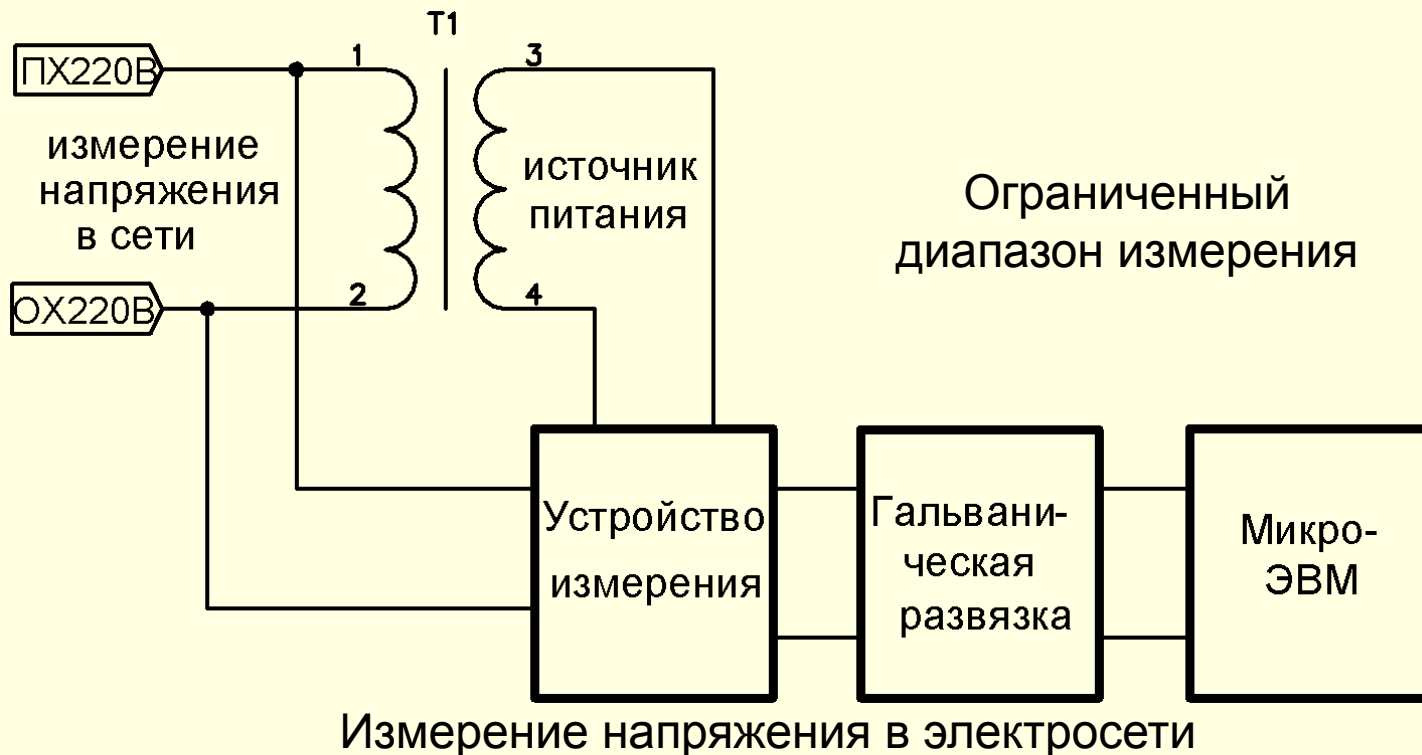 T1
ПХ220В
1
3
измерение
напряжения
в сети
источник
питания
Ограниченный
диапазон измерения
2
4
ОХ220В
Устройство
измерения
Гальвани-
ческая
развязка
Микро-
ЭВМ
Измерение напряжения в электросети